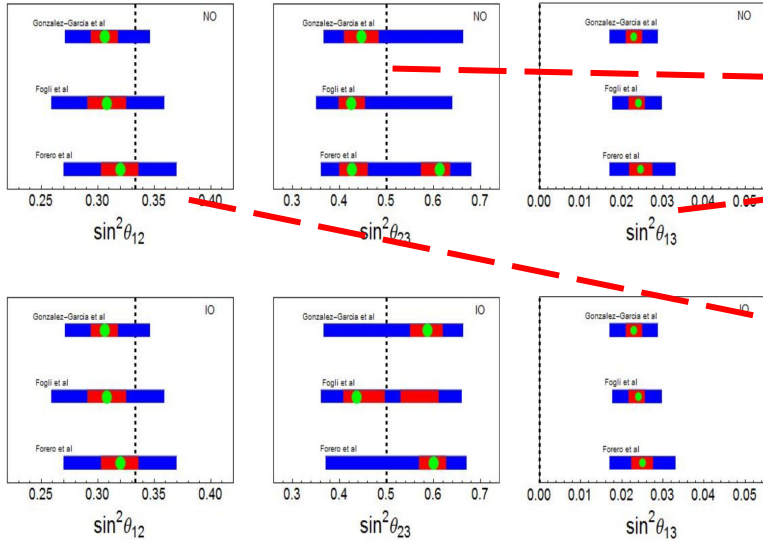 NO
Gonzalez-Garcia et al
Fogli et al
Forero et al
0.25 0.30 0.35 0.40
sin²θ12
NO
Gonzalez-Garcia et al
Fogli et al
Forero et al
0.3 0.4 0.5 0.6 0.7
sin²θ23
NO
Gonzalez-Garcia et al
Fogli et al
Forero et al
0.00 0.01 0.02 0.03 0.04 0.05
sin²θ13
IO
Gonzalez-Garcia et al
Fogli et al
Forero et al
0.25 0.30 0.35 0.40
sin²θ12
IO
Gonzalez-Garcia et al
Fogli et al
Forero et al
0.3 0.4 0.5 0.6 0.7
sin²θ23
IO
Gonzalez-Garcia et al
Fogli et al
Forero et al
0.00 0.01 0.02 0.03 0.04 0.05
sin²θ13